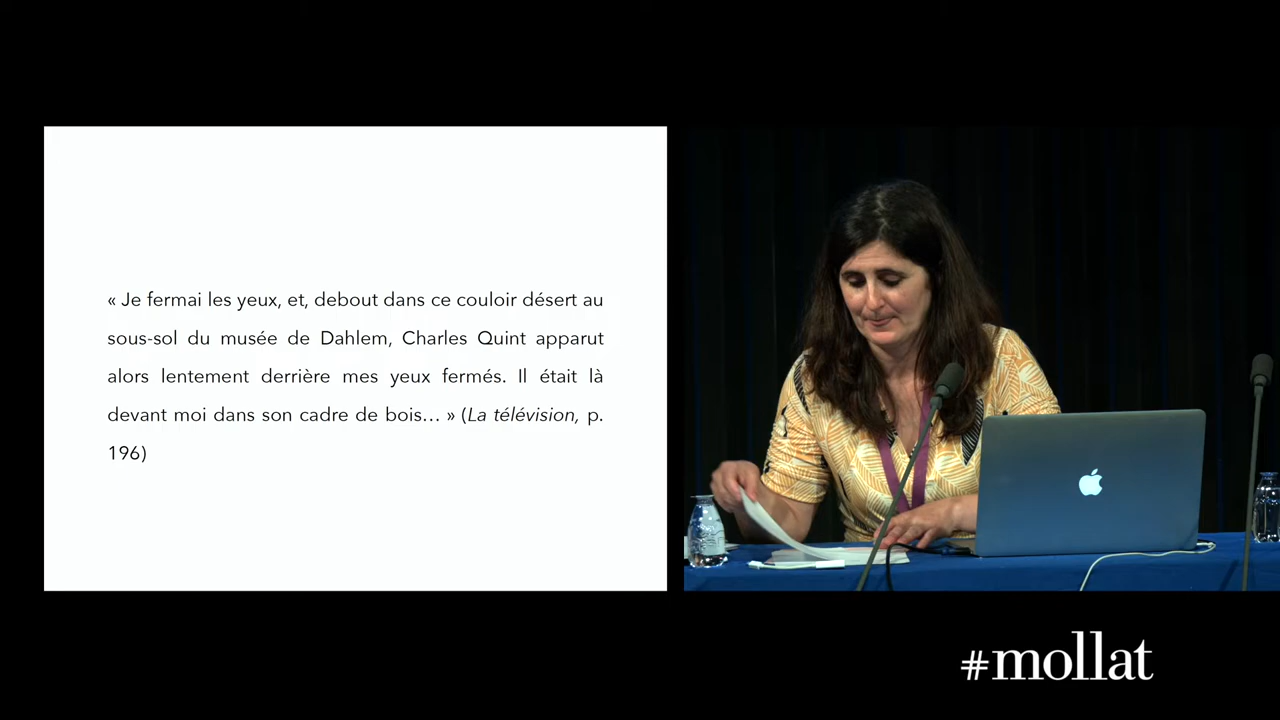 « Je fermai les yeux, et, debout dans ce couloir désert au
sous-sol du musée de Dahlem, Charles Quint apparut
alors lentement derrière mes yeux fermés. Il était là
devant moi dans son cadre de bois… » (La télévision, p.
196)
#mollat